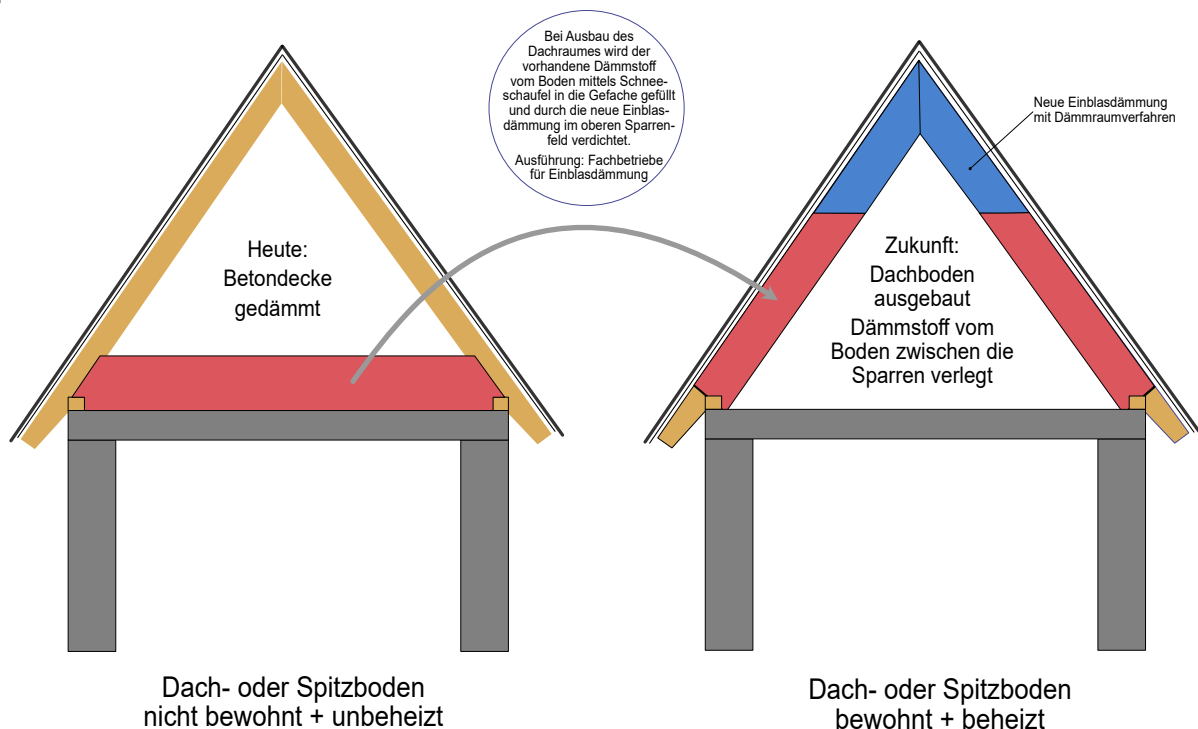 Bei Ausbau des
Dachraumes wird der
vorhandene Dämmstoff
vom Boden mittels Schnee-
schaufel in die Gefache gefüllt
und durch die neue Einblas-
dämmung im oberen Sparren-
feld verdichtet.
Ausführung: Fachbetriebe
für Einblasdämmung
Neue Einblasdämmung
mit Dämmraumverfahren
Heute:
Betondecke
gedämmt
Zukunft:
Dachboden
ausgebaut
Dämmstoff vom
Boden zwischen die
Sparren verlegt
Dach- oder Spitzboden
nicht bewohnt + unbeheizt
Dach- oder Spitzboden
bewohnt + beheizt